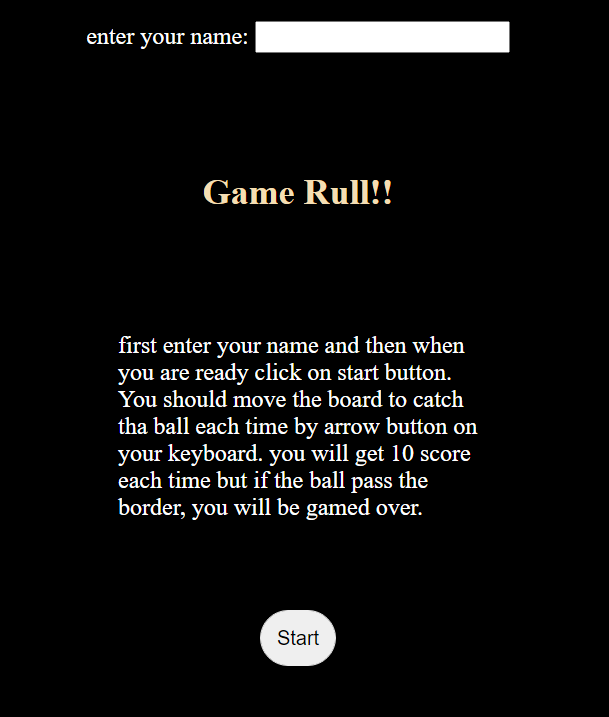 enter your name:
Game Rull!!
first enter your name and then when
you are ready click on start button.
You should move the board to catch
tha ball each time by arrow button on
your keyboard. you will get 10 score
each time but if the ball pass the
border, you will be gamed over.
Start